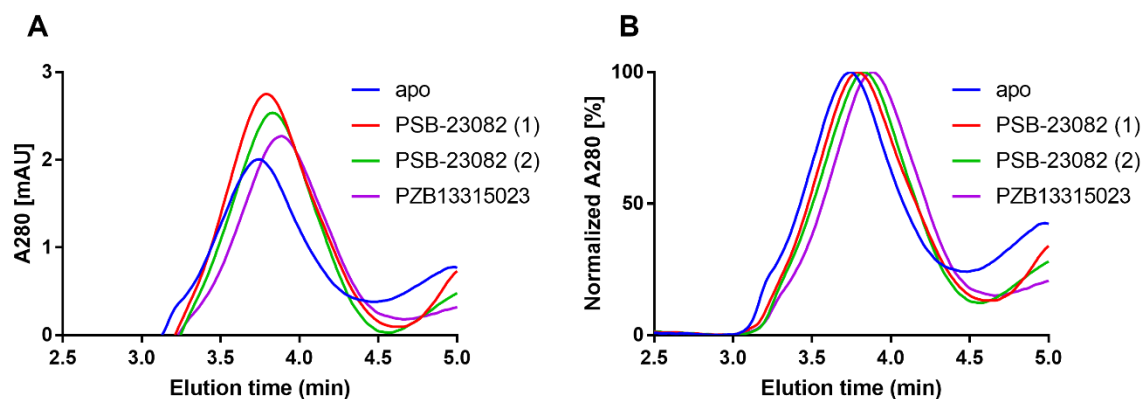 A
A280 [mAU]
3
2
1
0
2.5 3.0 3.5 4.0 4.5 5.0
Elution time (min)
apo
PSB-23082 (1)
PSB-23082 (2)
PZB13315023
B
Normalized A280 [%]
100
50
0
2.5 3.0 3.5 4.0 4.5 5.0
Elution time (min)
apo
PSB-23082 (1)
PSB-23082 (2)
PZB13315023